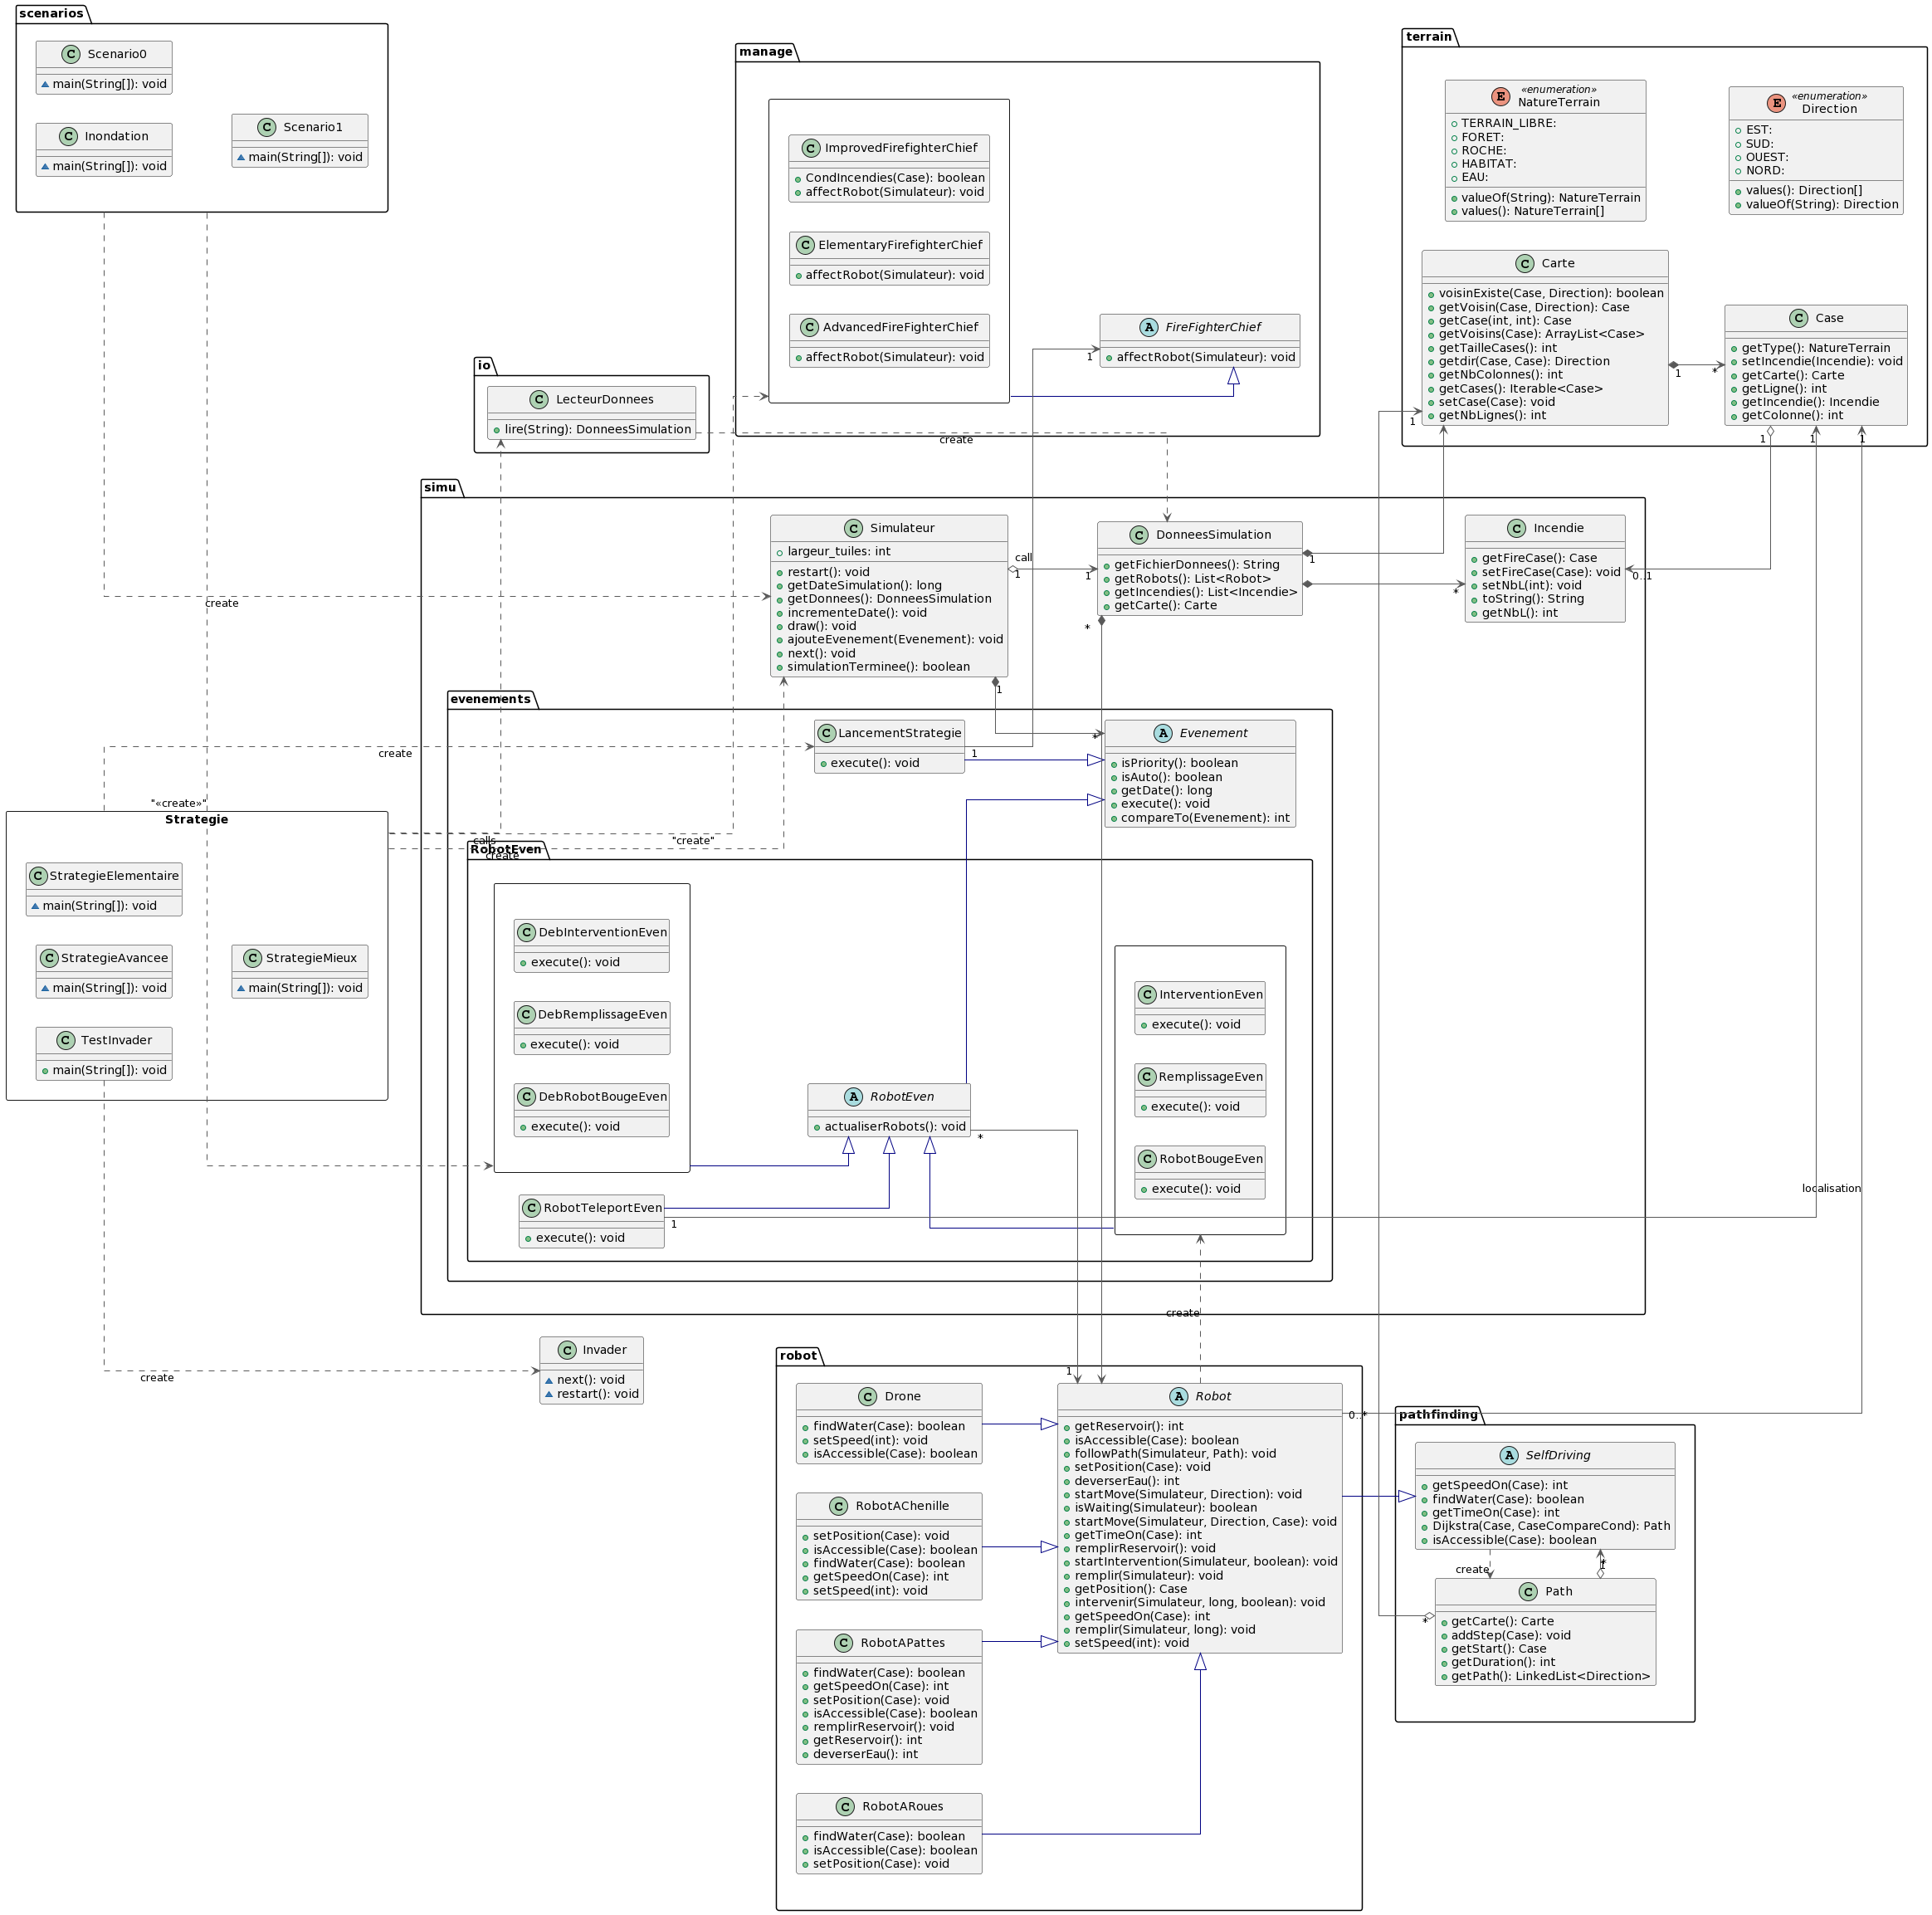 scenarios
C Scenario0
main(String[]): void
C Inondation
main(String[]): void
C Scenario1
main(String[]): void
manage
C ImprovedFirefighterChief
CondIncendies(Case): boolean
affectRobot(Simulateur): void
C ElementaryFirefighterChief
affectRobot(Simulateur): void
C AdvancedFireFighterChief
affectRobot(Simulateur): void
A FireFighterChief
affectRobot(Simulateur): void
1
terrain
E «enumeration»
NatureTerrain
TERRAIN_LIBRE:
FORET:
ROCHE:
HABITAT:
EAU:
valueOf(String): NatureTerrain
values(): NatureTerrain[]
E «enumeration»
Direction
EST:
SUD:
OUEST:
NORD:
values(): Direction[]
valueOf(String): Direction
C Carte
voisinExiste(Case, Direction): boolean
getVoisin(Case, Direction): Case
getCase(int, int): Case
getVoisins(Case): ArrayList<Case>
getTailleCases(): int
getdir(Case, Case): Direction
getNbColonnes(): int
getCases(): Iterable<Case>
setCase(Case): void
getNbLignes(): int
1
1
*
C Case
getType(): NatureTerrain
setIncendie(Incendie): void
getCarte(): Carte
getLigne(): int
getIncendie(): Incendie
getColonne(): int
1
1
1
io
C LecteurDonnees
lire(String): DonneesSimulation
create
simu
C Simulateur
largeur_tuiles: int
restart(): void
getDateSimulation(): long
getDonnees(): DonneesSimulation
incrementeDate(): void
draw(): void
ajouteEvenement(Evenement): void
next(): void
simulationTerminee(): boolean
call
1
1
1
C DonneesSimulation
getFichierDonnees(): String
getRobots(): List<Robot>
getIncendies(): List<Incendie>
getCarte(): Carte
1
*
*
C Incendie
getFireCase(): Case
setFireCase(Case): void
setNbL(int): void
toString(): String
getNbL(): int
0..1
create
evenements
C LancementStrategie
execute(): void
1
*
A Evenement
isPriority(): boolean
isAuto(): boolean
getDate(): long
execute(): void
compareTo(Evenement): int
create
"«create»"
calls
create
"create"
Strategie
C StrategieElementaire
main(String[]): void
C StrategieAvancee
main(String[]): void
C StrategieMieux
main(String[]): void
C TestInvader
main(String[]): void
RobotEven
C DebInterventionEven
execute(): void
C DebRemplissageEven
execute(): void
C DebRobotBougeEven
execute(): void
A RobotEven
actualiserRobots(): void
*
C InterventionEven
execute(): void
C RemplissageEven
execute(): void
C RobotBougeEven
execute(): void
C RobotTeleportEven
execute(): void
1
localisation
create
C Invader
next(): void
restart(): void
create
robot
C Drone
findWater(Case): boolean
setSpeed(int): void
isAccessible(Case): boolean
C RobotAChenille
setPosition(Case): void
isAccessible(Case): boolean
findWater(Case): boolean
getSpeedOn(Case): int
setSpeed(int): void
C RobotAPattes
findWater(Case): boolean
getSpeedOn(Case): int
setPosition(Case): void
isAccessible(Case): boolean
remplirReservoir(): void
getReservoir(): int
deverserEau(): int
C RobotARoues
findWater(Case): boolean
isAccessible(Case): boolean
setPosition(Case): void
1
A Robot
getReservoir(): int
isAccessible(Case): boolean
followPath(Simulateur, Path): void
setPosition(Case): void
deverserEau(): int
startMove(Simulateur, Direction): void
isWaiting(Simulateur): boolean
startMove(Simulateur, Direction, Case): void
getTimeOn(Case): int
remplirReservoir(): void
startIntervention(Simulateur, boolean): void
remplir(Simulateur): void
getPosition(): Case
intervenir(Simulateur, long, boolean): void
getSpeedOn(Case): int
remplir(Simulateur, long): void
setSpeed(int): void
0..*
pathfinding
A SelfDriving
getSpeedOn(Case): int
findWater(Case): boolean
getTimeOn(Case): int
Dijkstra(Case, CaseCompareCond): Path
isAccessible(Case): boolean
create
C Path
getCarte(): Carte
addStep(Case): void
getStart(): Case
getDuration(): int
getPath(): LinkedList<Direction>
*